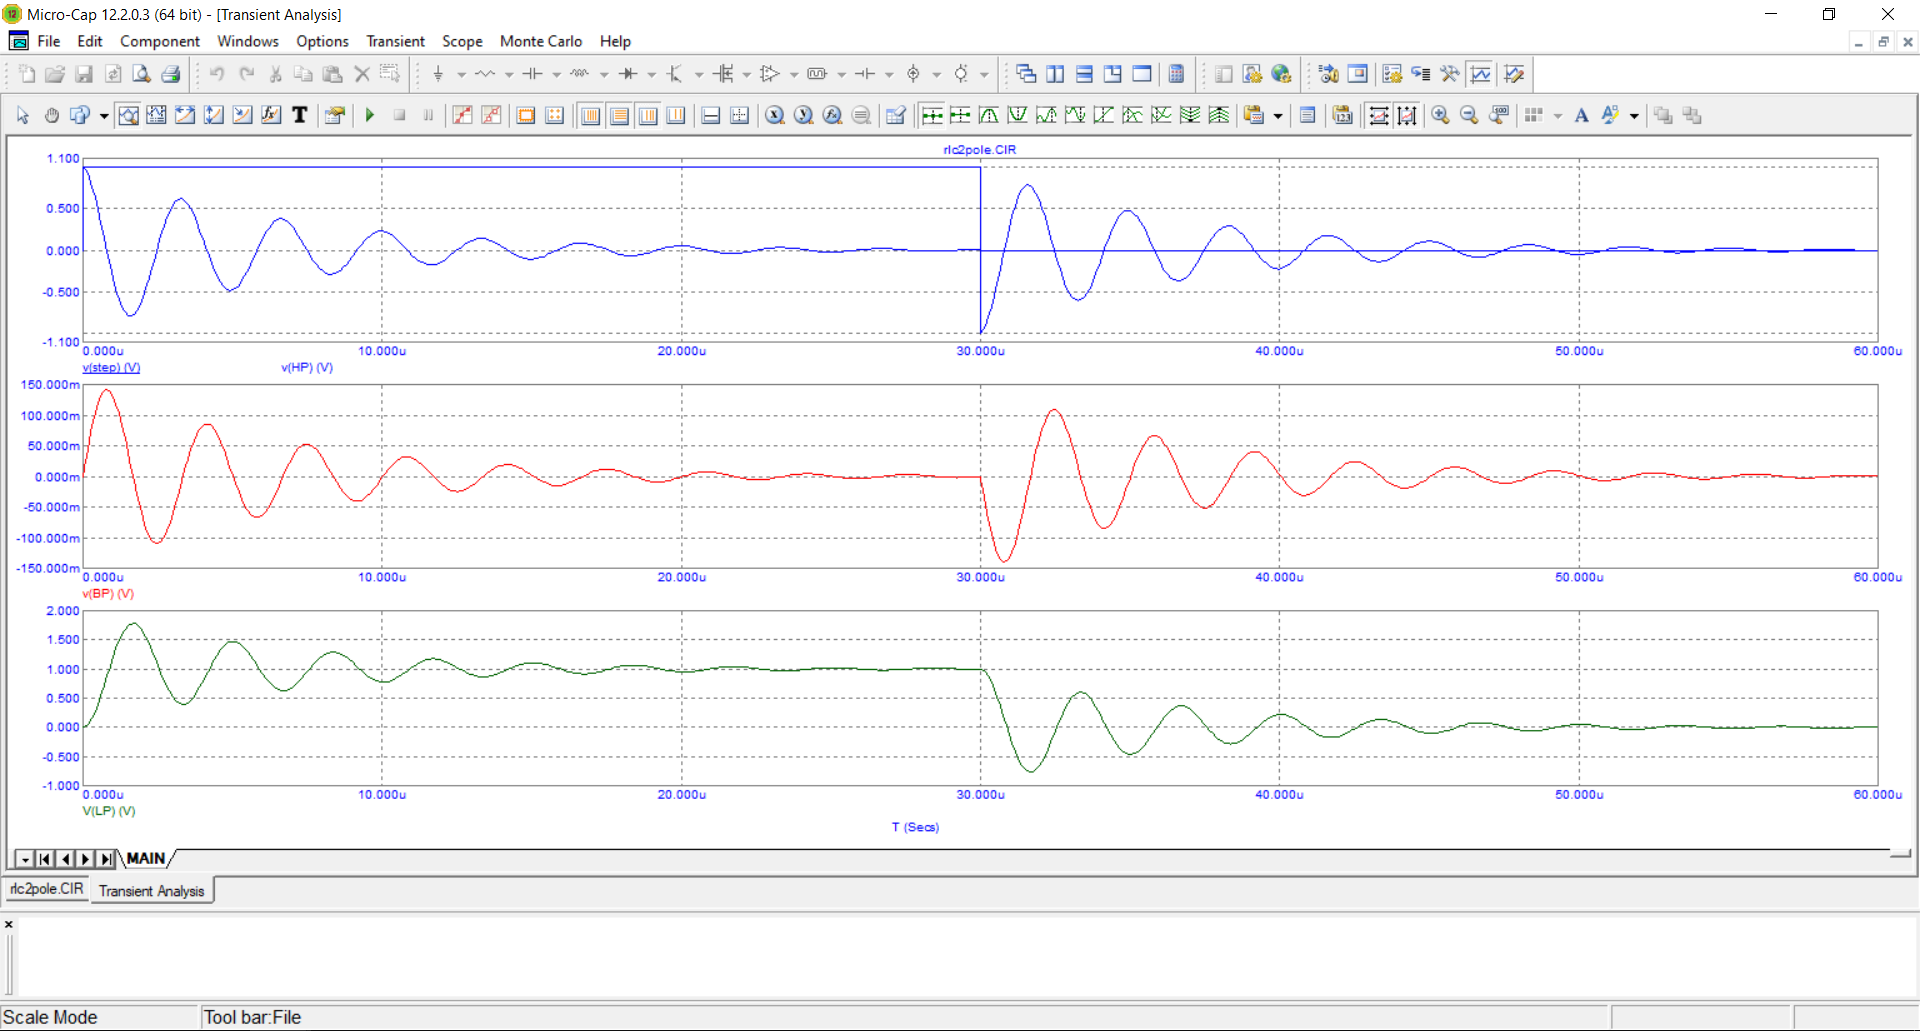 12 Micro-Cap 12.2.0.3 (64 bit) - [Transient Analysis]
File Edit Component Windows Options Transient Scope Monte Carlo Help
rlc2pole.CIR
1.100
0.500
0.000
-0.500
-1.100
0.000u 10.000u 20.000u 30.000u 40.000u 50.000u 60.000u
v(step) (V) v(HP) (V)
150.000m
100.000m
50.000m
0.000m
-50.000m
-100.000m
-150.000m
0.000u 10.000u 20.000u 30.000u 40.000u 50.000u 60.000u
v(BP) (V)
2.000
1.500
1.000
0.500
0.000
-0.500
-1.000
0.000u 10.000u 20.000u 30.000u 40.000u 50.000u 60.000u
V(LP) (V)
T (Secs)
MAIN
rlc2pole.CIR Transient Analysis
Scale Mode Tool bar:File